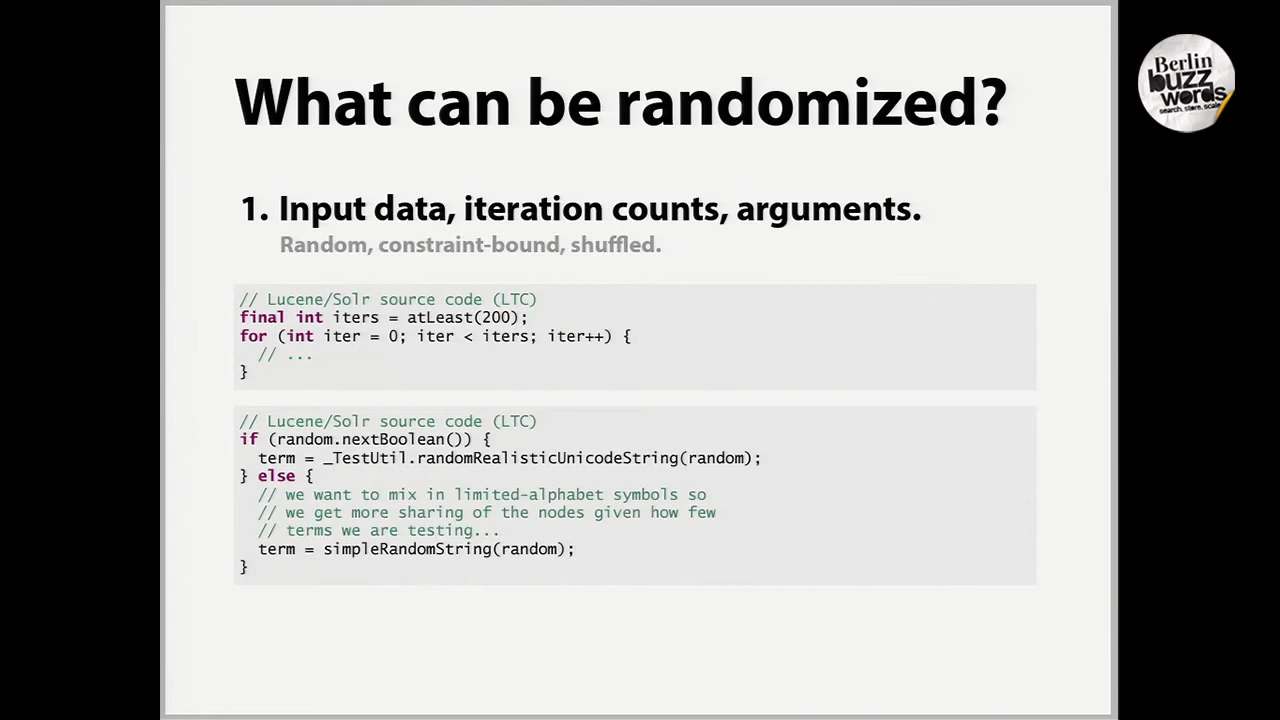 What can be randomized?
1. Input data, iteration counts, arguments.
Random, constraint-bound, shuffled.
// Lucene/Solr source code (LTC)
final int iters = atLeast(200);
for (int iter = 0; iter < iters; iter++) {
  // ...
}
// Lucene/Solr source code (LTC)
if (random.nextBoolean()) {
  term = _TestUtil.randomRealisticUnicodeString(random);
} else {
  // we want to mix in limited-alphabet symbols so
  // we get more sharing of the nodes given how few
  // terms we are testing...
  term = simpleRandomString(random);
}
Berlin
buzz
words
search. store. scale.